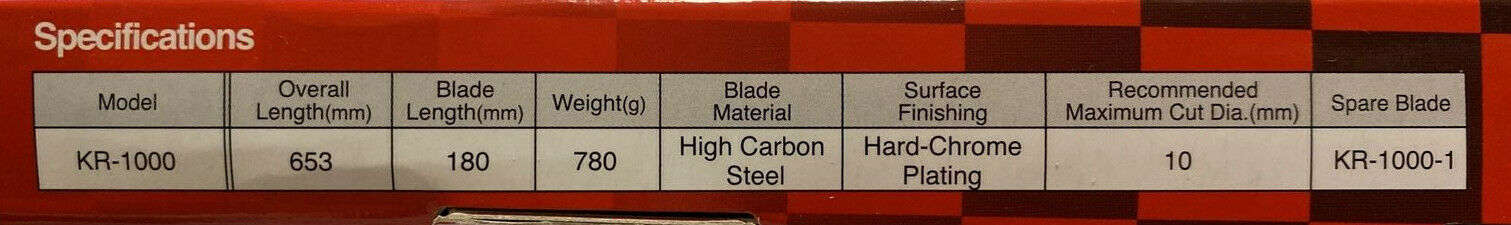 Specifications
Model Overall Length(mm) Blade Length(mm) Weight(g) Blade Material Surface Finishing Recommended Maximum Cut Dia.(mm) Spare Blade
KR-1000 653 180 780 High Carbon Steel Hard-Chrome Plating 10 KR-1000-1